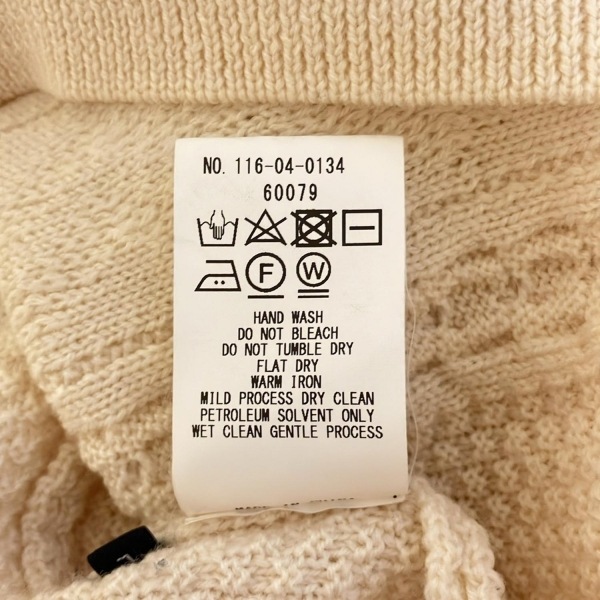 NO. 116-04-0134
60079
F W
HAND WASH
DO NOT BLEACH
DO NOT TUMBLE DRY
FLAT DRY
WARM IRON
MILD PROCESS DRY CLEAN
PETROLEUM SOLVENT ONLY
WET CLEAN GENTLE PROCESS